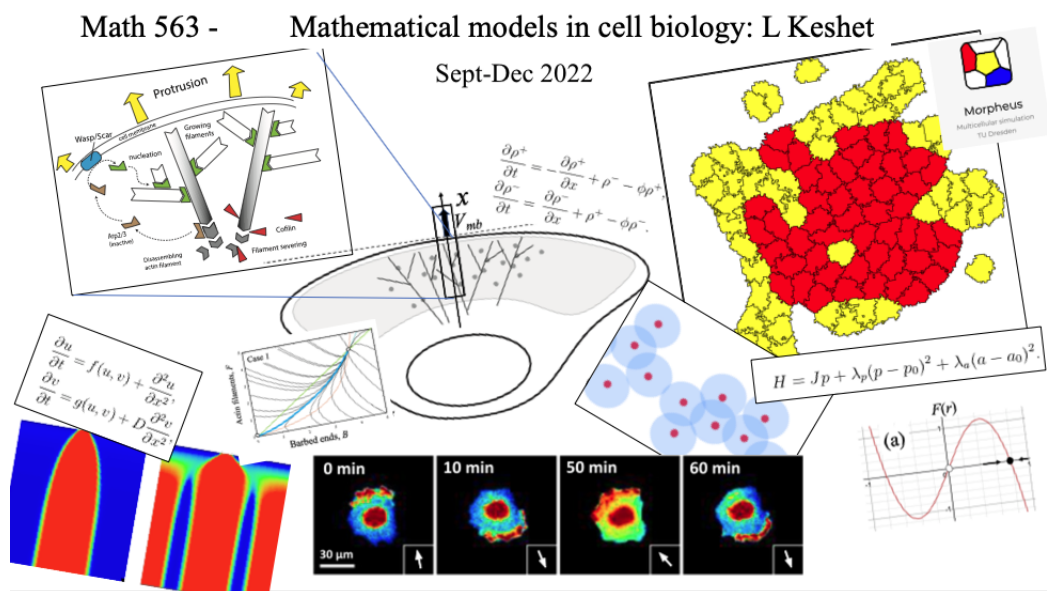 Math 563 - Mathematical models in cell biology: L Keshet
Sept-Dec 2022
Protrusion
Wasp/Scar
cell membrane
Growing
filaments
nucleation
Arp2/3
(inactive)
Cofilin
Filament severing
Disassembling
actin filament
x
V_mb
∂ρ⁺/∂t = −∂ρ⁺/∂x + ρ⁻ − φρ⁺,
∂ρ⁻/∂t = ∂ρ⁻/∂x + ρ⁺ − φρ⁻.
Morpheus
Multicellular simulation
TU Dresden
∂u/∂t = f(u, v) + ∂²u/∂x²,
∂v/∂t = g(u, v) + D ∂²v/∂x²,
Case 1
Actin filaments, F
Barbed ends, B
H = Jp + λ_p(p − p₀)² + λ_a(a − a₀)².
F(r)
(a)
0 min
10 min
50 min
60 min
30 μm